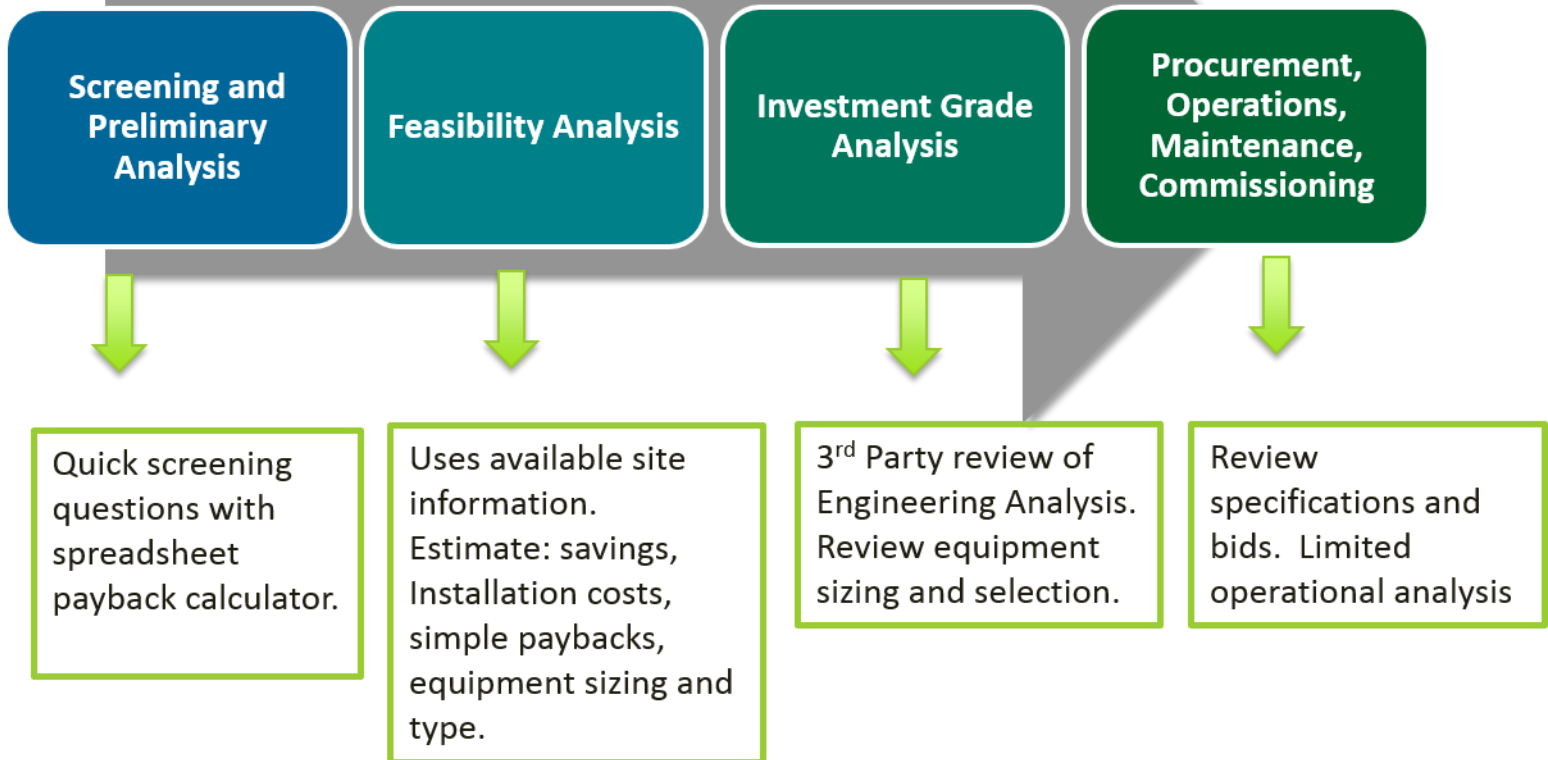 Screening and
Preliminary
Analysis
Feasibility Analysis
Investment Grade
Analysis
Procurement,
Operations,
Maintenance,
Commissioning
Quick screening
questions with
spreadsheet
payback calculator.
Uses available site
information.
Estimate: savings,
Installation costs,
simple paybacks,
equipment sizing and
type.
3rd Party review of
Engineering Analysis.
Review equipment
sizing and selection.
Review
specifications and
bids.  Limited
operational analysis